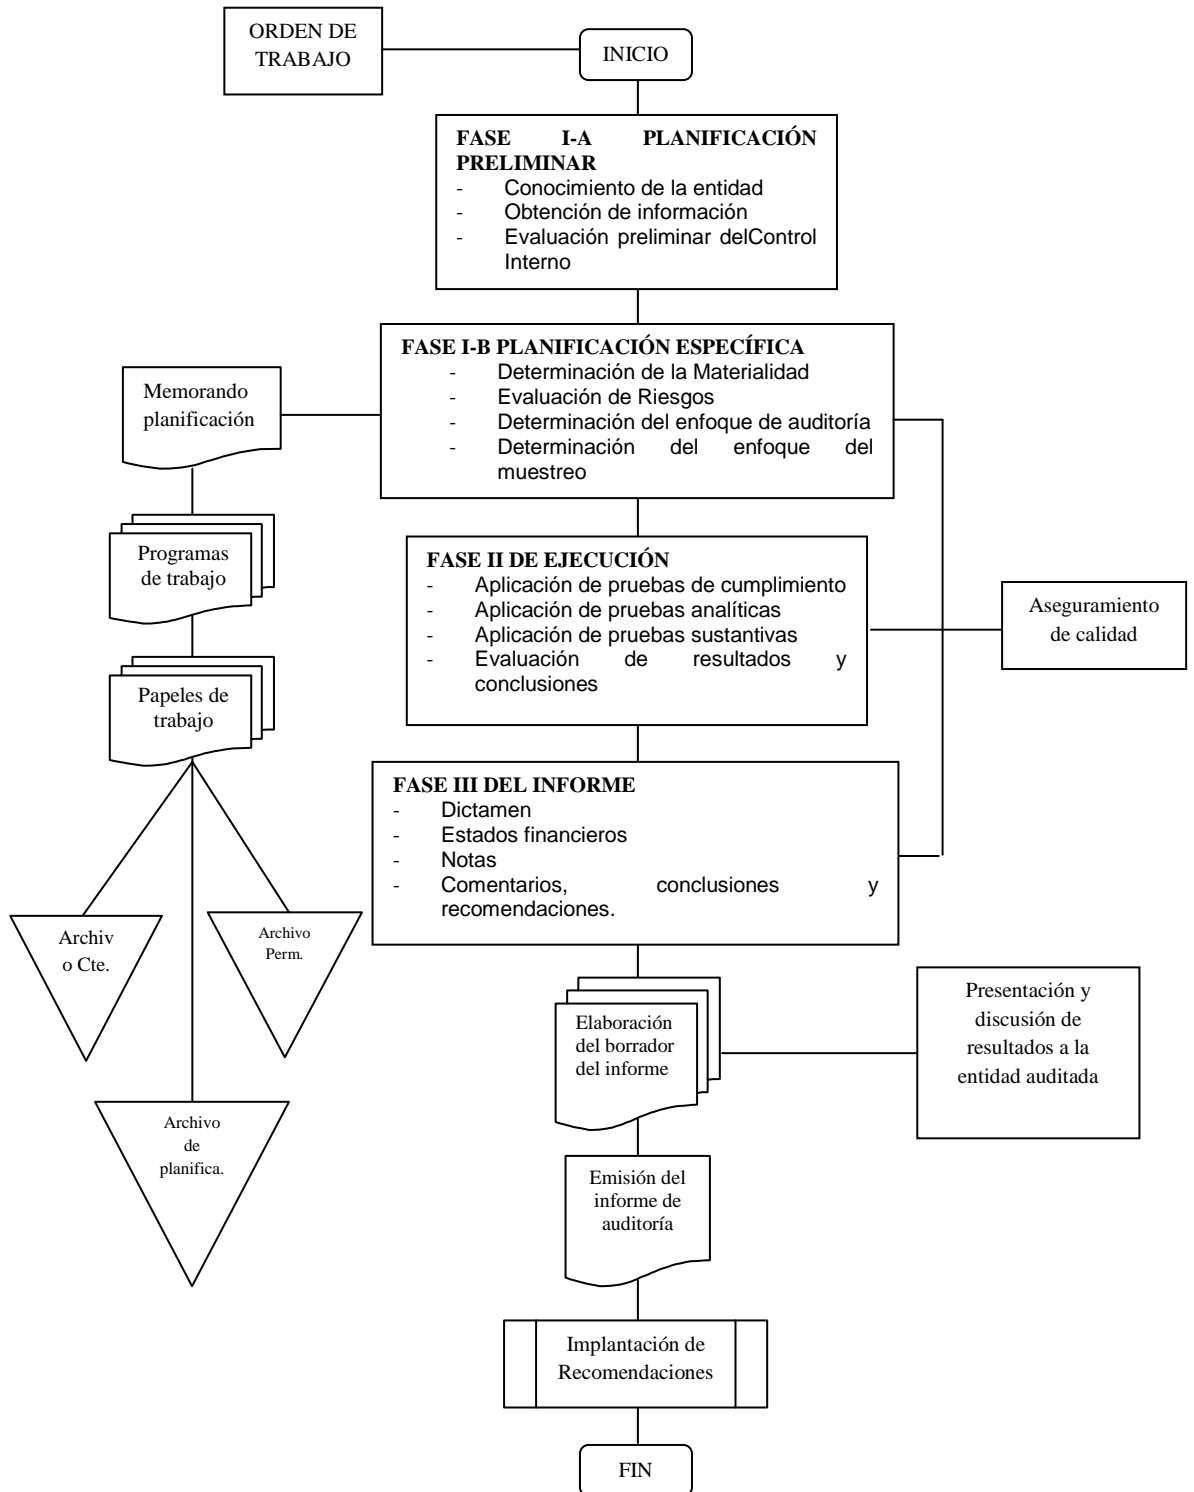 ORDEN DE
TRABAJO
INICIO
FASE I-A PLANIFICACIÓN
PRELIMINAR
- Conocimiento de la entidad
- Obtención de información
- Evaluación preliminar delControl
Interno
FASE I-B PLANIFICACIÓN ESPECÍFICA
- Determinación de la Materialidad
- Evaluación de Riesgos
- Determinación del enfoque de auditoría
- Determinación del enfoque del
muestreo
Memorando
planificación
Programas
de trabajo
Papeles de
trabajo
Archiv
o Cte.
Archivo
Perm.
Archivo
de
planifica.
FASE II DE EJECUCIÓN
- Aplicación de pruebas de cumplimiento
- Aplicación de pruebas analíticas
- Aplicación de pruebas sustantivas
- Evaluación de resultados y
conclusiones
Aseguramiento
de calidad
FASE III DEL INFORME
- Dictamen
- Estados financieros
- Notas
- Comentarios, conclusiones y
recomendaciones.
Elaboración
del borrador
del informe
Presentación y
discusión de
resultados a la
entidad auditada
Emisión del
informe de
auditoría
Implantación de
Recomendaciones
FIN